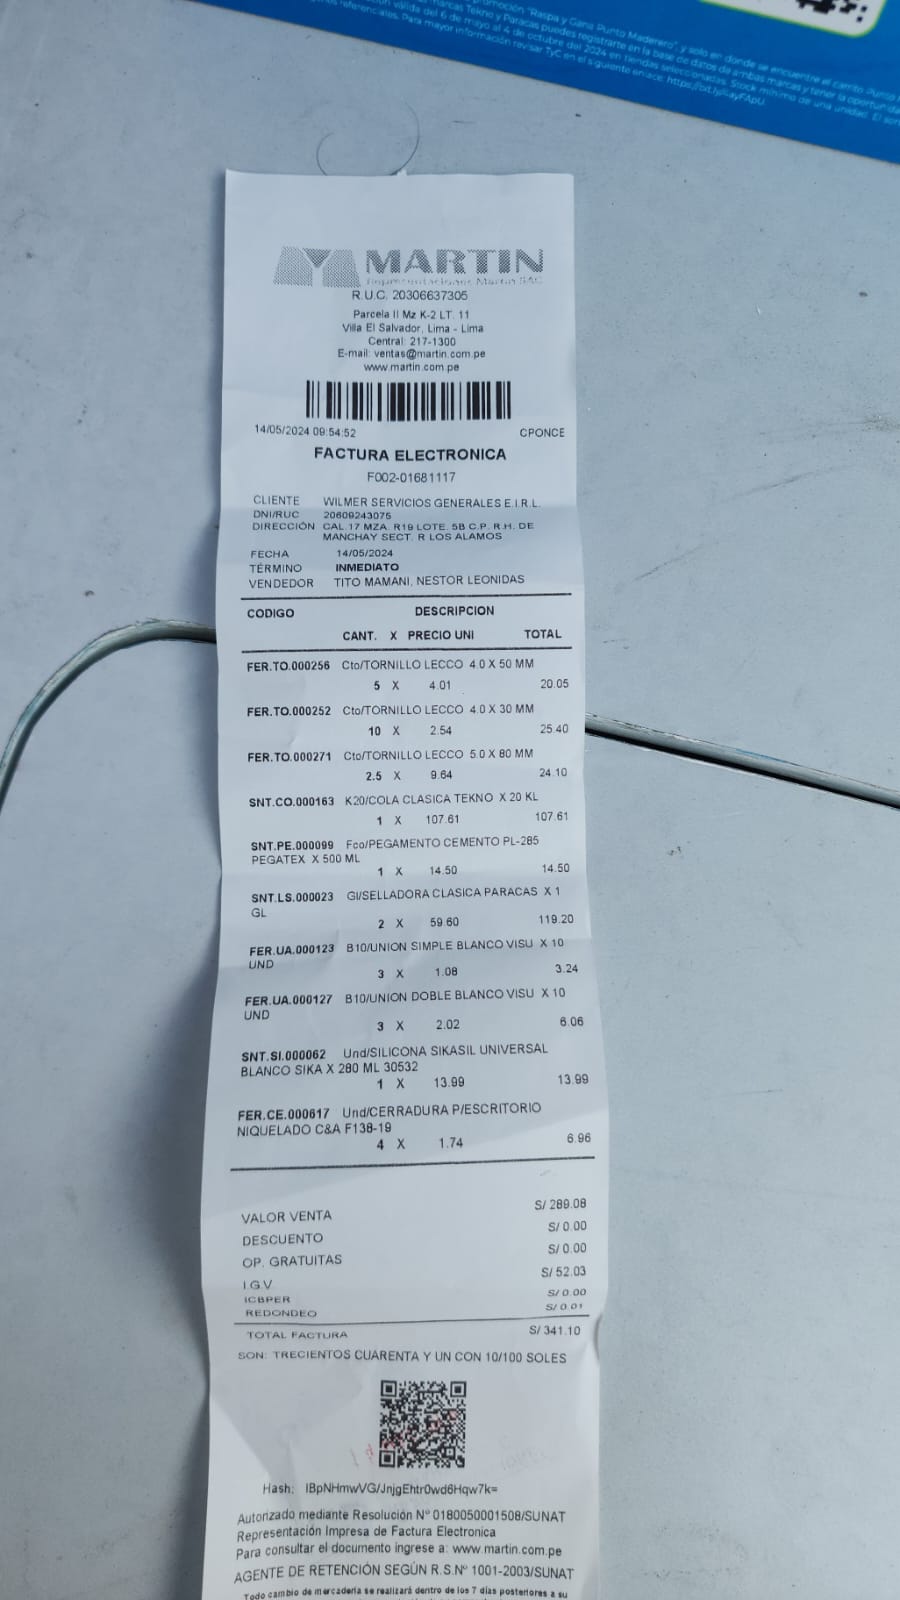 promoción "Raspa y Gana Punto Maderero", y solo en donde se encuentre el carrito Punto
marcas Tekno y Paracas puedes registrarte en la base de datos de ambas marcas y tener la
válida del 6 de mayo al 4 de octubre del 2024 en tiendas seleccionadas. Stock mínimo de una unidad. El
referenciales. Para mayor información revisar TyC en el siguiente enlace:
MARTIN
Representaciones Martin SAC
R.U.C. 20306637305
Parcela II Mz K-2 LT. 11
Villa El Salvador, Lima - Lima
Central: 217-1300
E-mail: ventas@martin.com.pe
www.martin.com.pe
14/05/2024 09:54:52 CPONCE
FACTURA ELECTRONICA
F002-01681117
CLIENTE WILMER SERVICIOS GENERALES E.I.R.L.
DNI/RUC 20609243075
DIRECCIÓN CAL.17 MZA. R19 LOTE. 5B C.P. R.H. DE
MANCHAY SECT. R LOS ALAMOS
FECHA 14/05/2024
TÉRMINO INMEDIATO
VENDEDOR TITO MAMANI, NESTOR LEONIDAS
CODIGO DESCRIPCION
CANT. X PRECIO UNI TOTAL
FER.TO.000256 Cto/TORNILLO LECCO 4.0 X 50 MM
5 X 4.01 20.05
FER.TO.000252 Cto/TORNILLO LECCO 4.0 X 30 MM
10 X 2.54 25.40
FER.TO.000271 Cto/TORNILLO LECCO 5.0 X 80 MM
2.5 X 9.64 24.10
SNT.CO.000163 K20/COLA CLASICA TEKNO X 20 KL
1 X 107.61 107.61
SNT.PE.000099 Fco/PEGAMENTO CEMENTO PL-285
PEGATEX X 500 ML
1 X 14.50 14.50
SNT.LS.000023 Gl/SELLADORA CLASICA PARACAS X 1
GL
2 X 59.60 119.20
FER.UA.000123 B10/UNION SIMPLE BLANCO VISU X 10
UND
3 X 1.08 3.24
FER.UA.000127 B10/UNION DOBLE BLANCO VISU X 10
UND
3 X 2.02 6.06
SNT.SI.000062 Und/SILICONA SIKASIL UNIVERSAL
BLANCO SIKA X 280 ML 30532
1 X 13.99 13.99
FER.CE.000617 Und/CERRADURA P/ESCRITORIO
NIQUELADO C&A F138-19
4 X 1.74 6.96
VALOR VENTA S/ 289.08
DESCUENTO S/ 0.00
OP. GRATUITAS S/ 0.00
I.G.V S/ 52.03
ICBPER S/ 0.00
REDONDEO S/ 0.01
TOTAL FACTURA S/ 341.10
SON: TRECIENTOS CUARENTA Y UN CON 10/100 SOLES
Hash: IBpNHmwVG/JnjgEhtr0wd6Hqw7k=
Autorizado mediante Resolución N° 0180050001508/SUNAT
Representación Impresa de Factura Electronica
Para consultar el documento ingrese a: www.martin.com.pe
AGENTE DE RETENCIÓN SEGÚN R.S.Nº 1001-2003/SUNAT
Todo cambio de mercaderia se realizará dentro de los 7 días posteriores a su